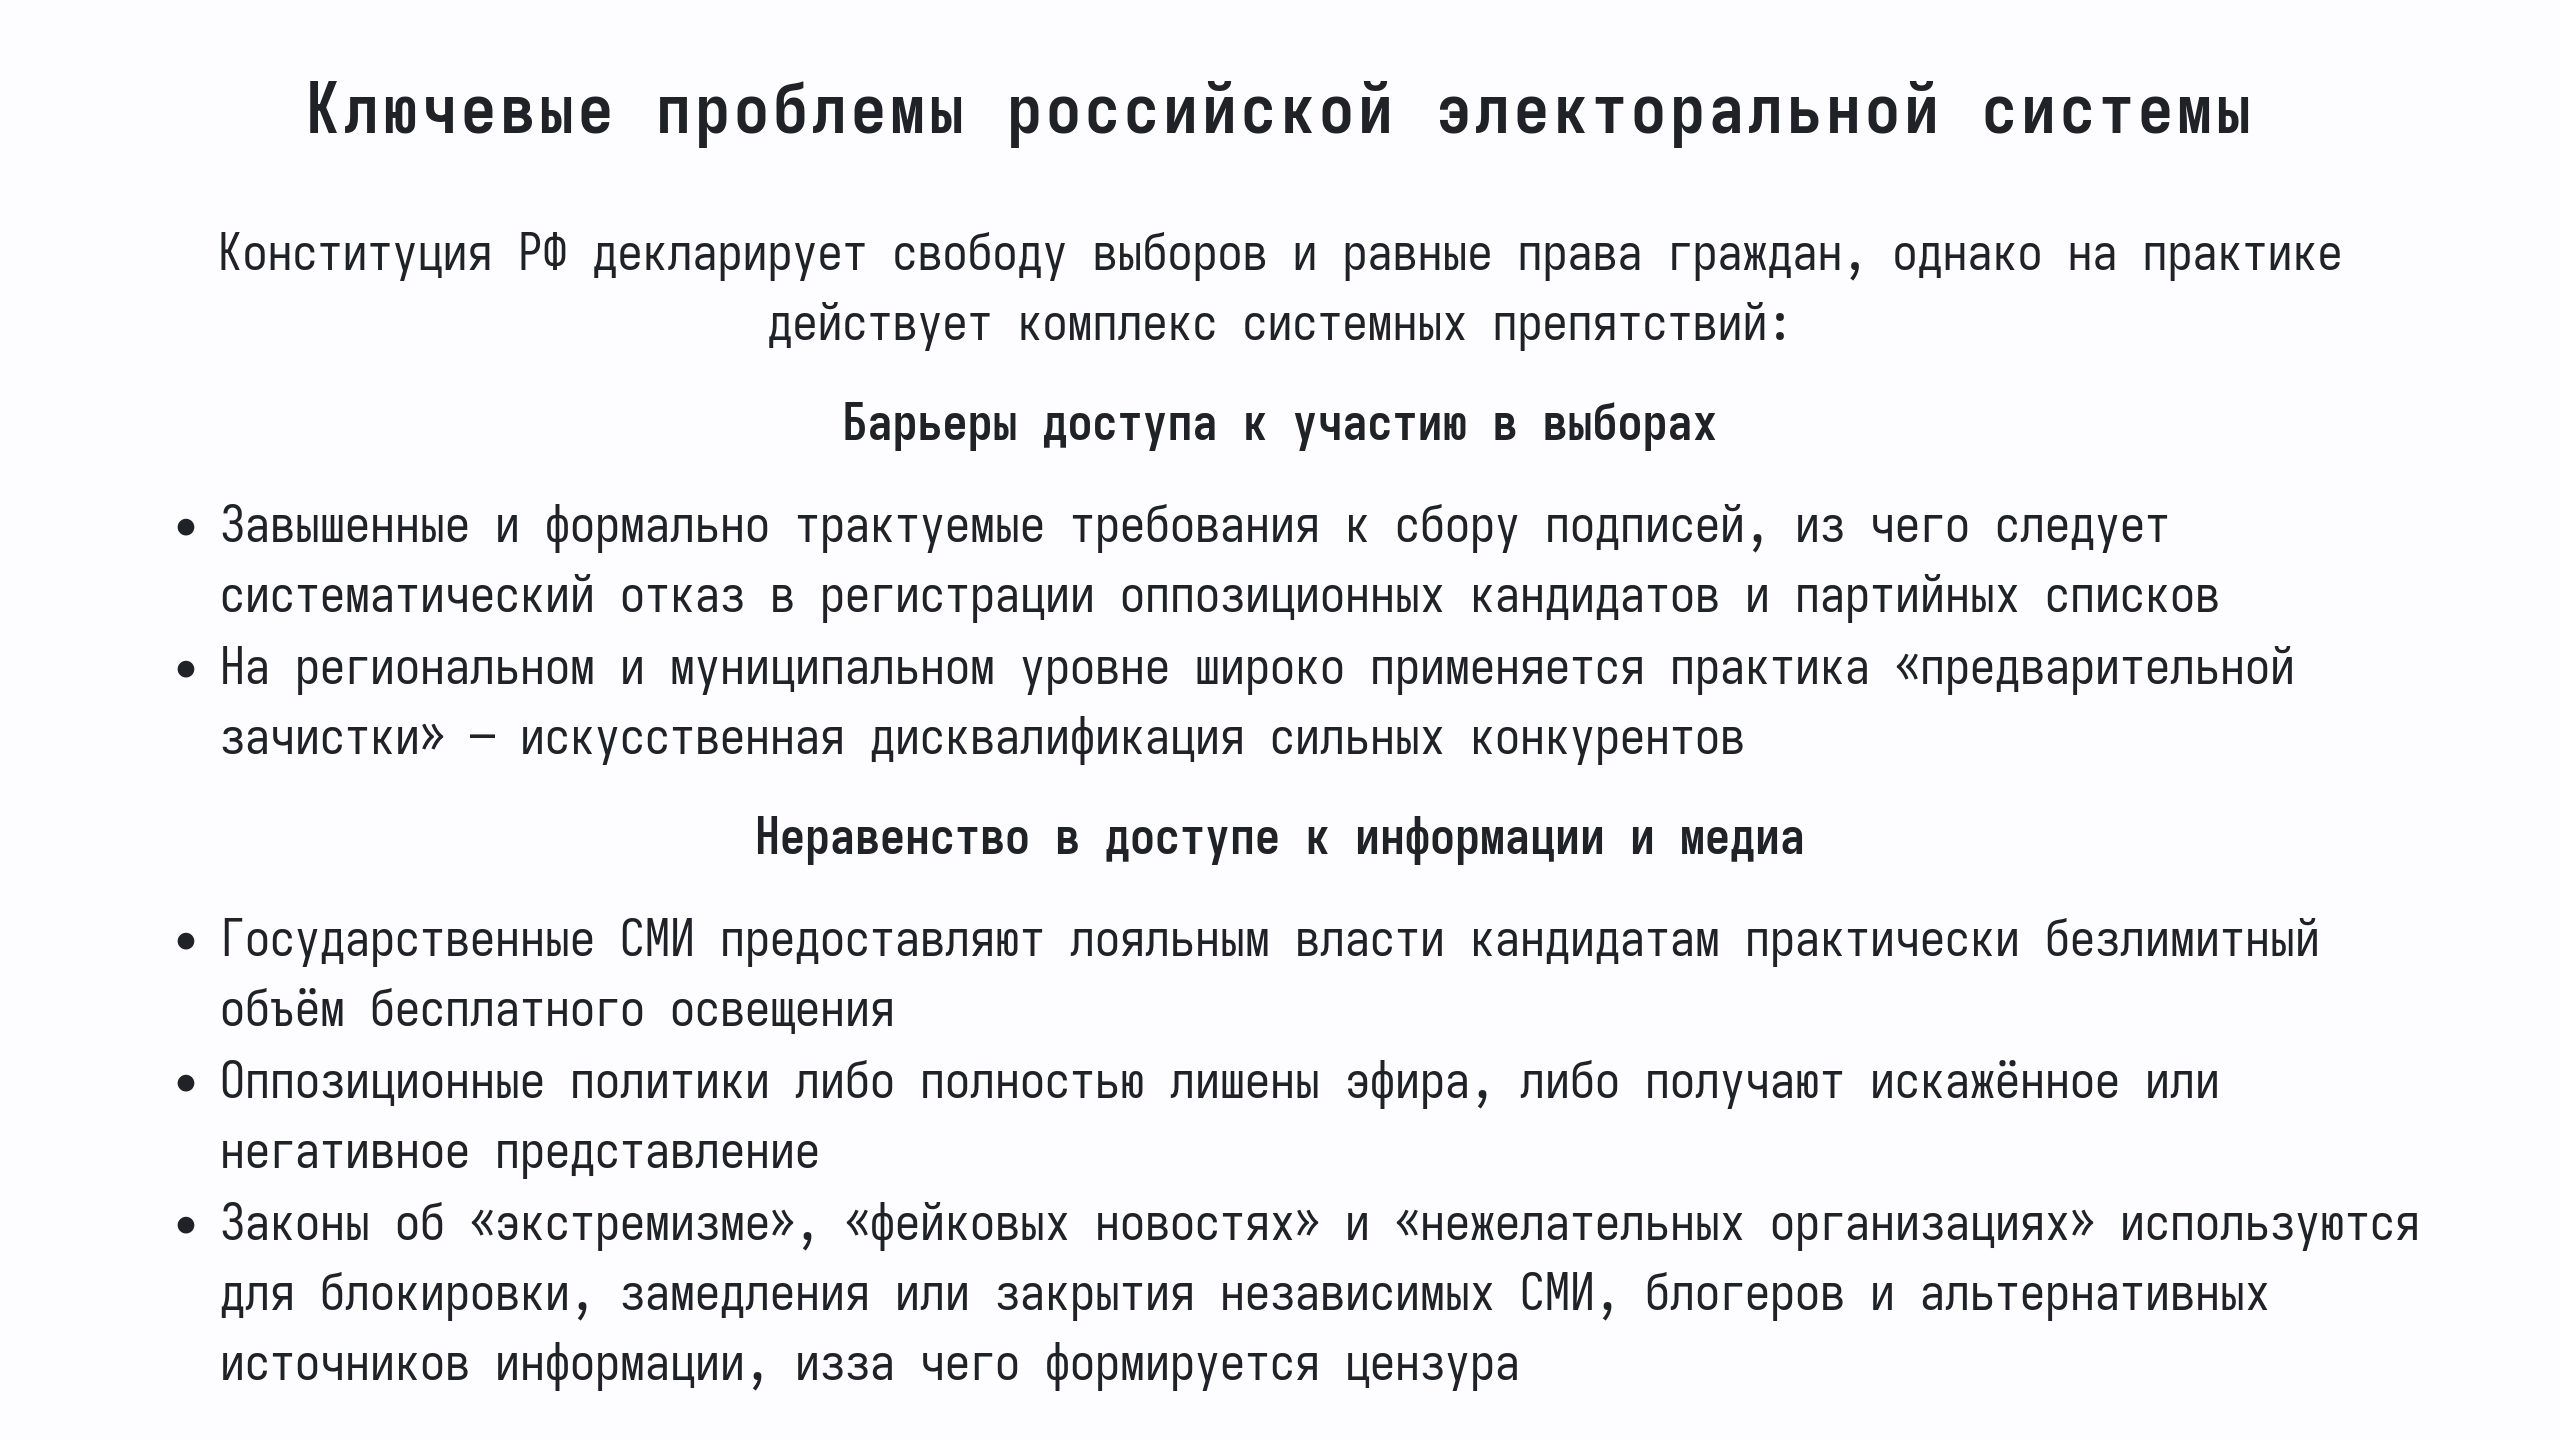 Ключевые проблемы российской электоральной системы
Конституция РФ декларирует свободу выборов и равные права граждан, однако на практике
действует комплекс системных препятствий:
Барьеры доступа к участию в выборах
• Завышенные и формально трактуемые требования к сбору подписей, из чего следует
систематический отказ в регистрации оппозиционных кандидатов и партийных списков
• На региональном и муниципальном уровне широко применяется практика «предварительной
зачистки» — искусственная дисквалификация сильных конкурентов
Неравенство в доступе к информации и медиа
• Государственные СМИ предоставляют лояльным власти кандидатам практически безлимитный
объём бесплатного освещения
• Оппозиционные политики либо полностью лишены эфира, либо получают искажённое или
негативное представление
• Законы об «экстремизме», «фейковых новостях» и «нежелательных организациях» используются
для блокировки, замедления или закрытия независимых СМИ, блогеров и альтернативных
источников информации, изза чего формируется цензура